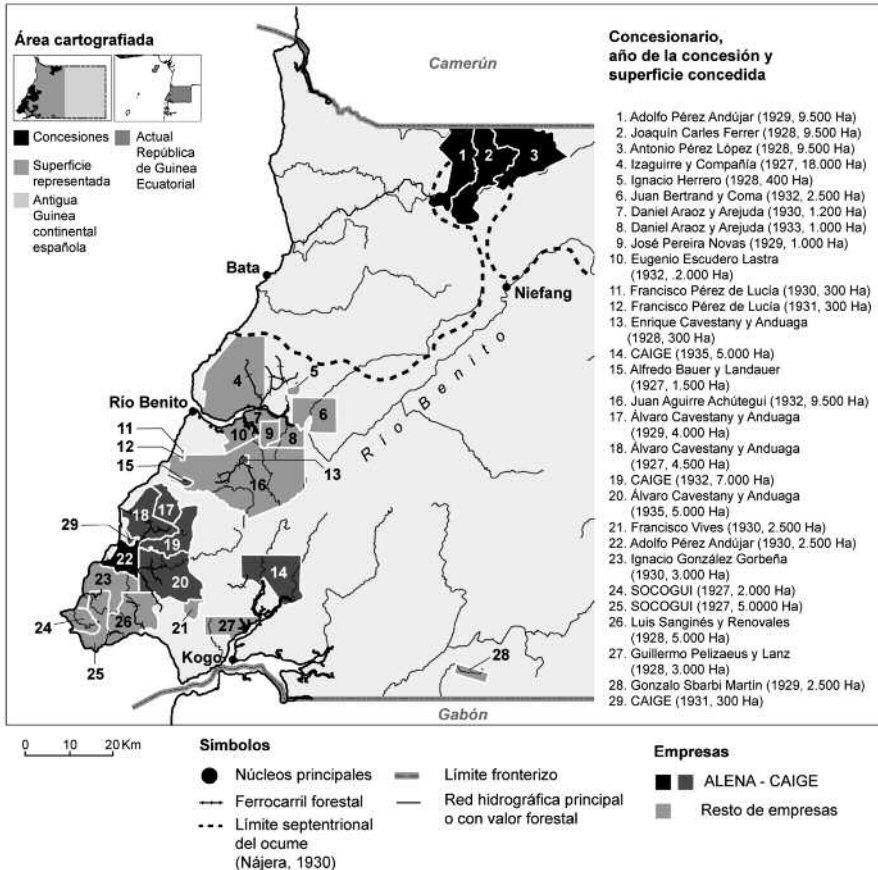 Área cartografiada
Concesiones
Superficie
representada
Antigua
Guinea
continental
española
Actual
República
de Guinea
Ecuatorial
Camerún
Bata
Niefang
Río Benito
Río Benito
Kogo
Gabón
1
2
3
4
5
6
7
8
9
10
11
12
13
14
15
16
17
18
19
20
21
22
23
24
25
26
27
28
29
Concesionario,
año de la concesión y
superficie concedida
1. Adolfo Pérez Andújar (1929, 9.500 Ha)
2. Joaquín Carles Ferrer (1928, 9.500 Ha)
3. Antonio Pérez López (1928, 9.500 Ha)
4. Izaguirre y Compañía (1927, 18.000 Ha)
5. Ignacio Herrero (1928, 400 Ha)
6. Juan Bertrand y Coma (1932, 2.500 Ha)
7. Daniel Araoz y Arejuda (1930, 1.200 Ha)
8. Daniel Araoz y Arejuda (1933, 1.000 Ha)
9. José Pereira Novas (1929, 1.000 Ha)
10. Eugenio Escudero Lastra
(1932, .2.000 Ha)
11. Francisco Pérez de Lucía (1930, 300 Ha)
12. Francisco Pérez de Lucía (1931, 300 Ha)
13. Enrique Cavestany y Anduaga
(1928, 300 Ha)
14. CAIGE (1935, 5.000 Ha)
15. Alfredo Bauer y Landauer
(1927, 1.500 Ha)
16. Juan Aguirre Achútegui (1932, 9.500 Ha)
17. Álvaro Cavestany y Anduaga
(1929, 4.000 Ha)
18. Álvaro Cavestany y Anduaga
(1927, 4.500 Ha)
19. CAIGE (1932, 7.000 Ha)
20. Álvaro Cavestany y Anduaga
(1935, 5.000 Ha)
21. Francisco Vives (1930, 2.500 Ha)
22. Adolfo Pérez Andújar (1930, 2.500 Ha)
23. Ignacio González Gorbeña
(1930, 3.000 Ha)
24. SOCOGUI (1927, 2.000 Ha)
25. SOCOGUI (1927, 5.0000 Ha)
26. Luis Sanginés y Renovales
(1928, 5.000 Ha)
27. Guillermo Pelizaeus y Lanz
(1928, 3.000 Ha)
28. Gonzalo Sbarbi Martín (1929, 2.500 Ha)
29. CAIGE (1931, 300 Ha)
0 10 20 Km
Símbolos
Núcleos principales
Ferrocarril forestal
Límite septentrional
del ocume
(Nájera, 1930)
Límite fronterizo
Red hidrográfica principal
o con valor forestal
Empresas
ALENA - CAIGE
Resto de empresas